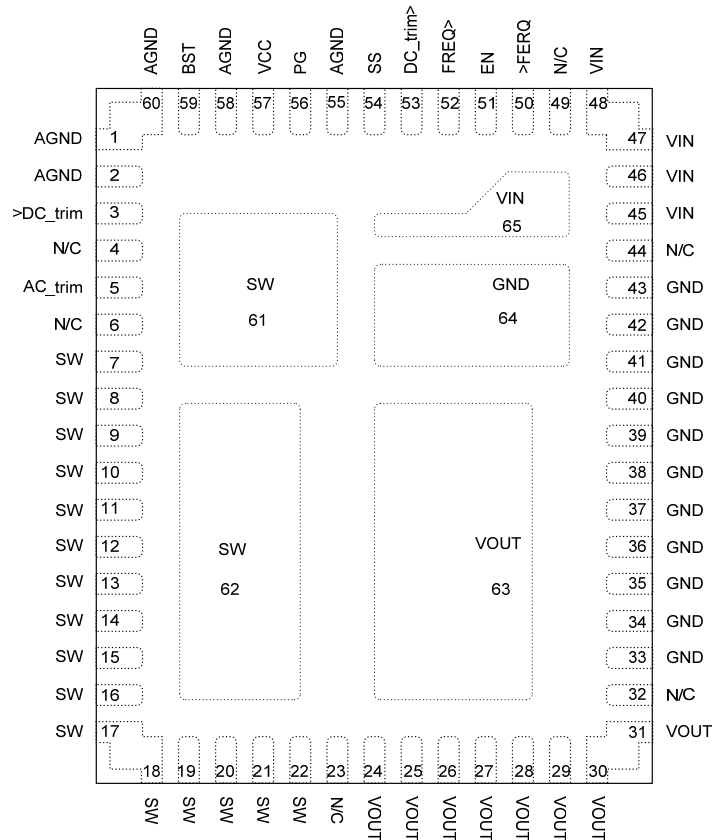 AGND BST AGND VCC PG AGND SS DC_trim> FREQ> EN >FERQ N/C VIN
60 59 58 57 56 55 54 53 52 51 50 49 48
AGND 1 47 VIN
AGND 2 46 VIN
>DC_trim 3 45 VIN
N/C 4 44 N/C
AC_trim 5 43 GND
N/C 6 42 GND
SW 7 41 GND
SW 8 40 GND
SW 9 39 GND
SW 10 38 GND
SW 11 37 GND
SW 12 36 GND
SW 13 35 GND
SW 14 34 GND
SW 15 33 GND
SW 16 32 N/C
SW 17 31 VOUT
VIN
65
SW
61
GND
64
SW
62
VOUT
63
18 19 20 21 22 23 24 25 26 27 28 29 30
SW SW SW SW SW N/C VOUT VOUT VOUT VOUT VOUT VOUT VOUT